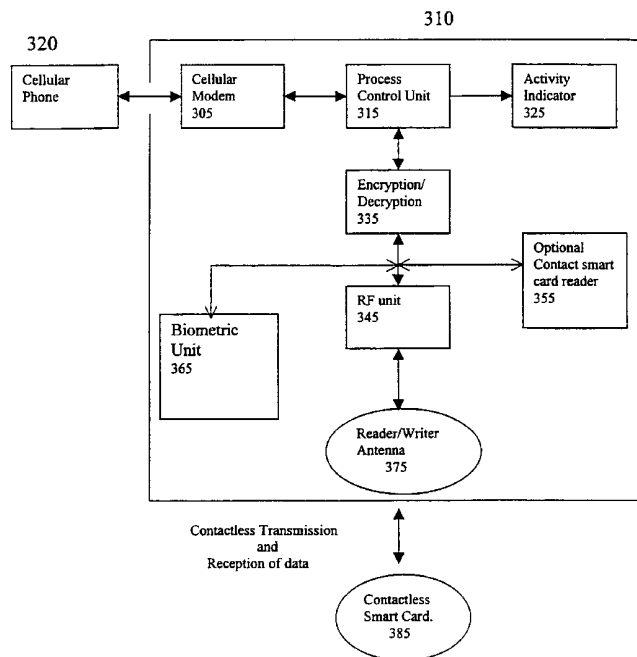 310
320
Cellular
Phone
Cellular
Modem
305
Process
Control Unit
315
Activity
Indicator
325
Encryption/
Decryption
335
Optional
Contact smart
card reader
355
RF unit
345
Biometric
Unit
365
Reader/Writer
Antenna
375
Contactless Transmission
and
Reception of data
Contactless
Smart Card.
385